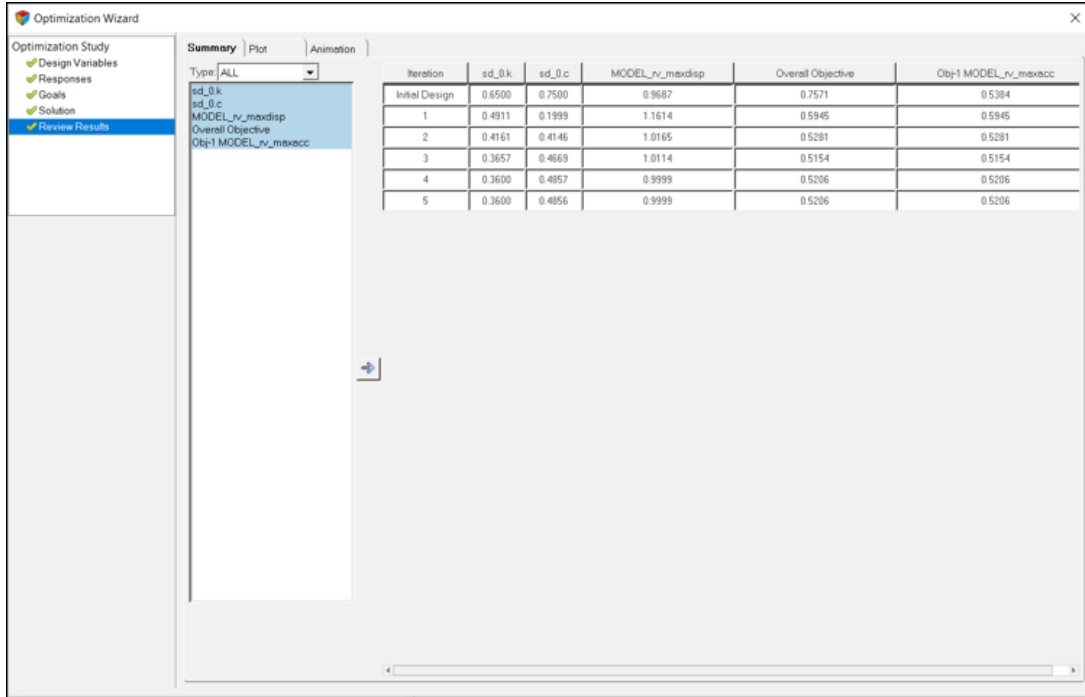 Optimization Wizard
Optimization Study
Design Variables
Responses
Goals
Solution
Review Results
Summary Plot Animation
Type: ALL
sd_0.k
sd_0.c
MODEL_rv_maxdisp
Overall Objective
Obj-1 MODEL_rv_maxacc
Iteration sd_0.k sd_0.c MODEL_rv_maxdisp Overall Objective Obj-1 MODEL_rv_maxacc
Initial Design 0.6500 0.7500 0.9687 0.7571 0.5384
1 0.4911 0.1999 1.1614 0.5945 0.5945
2 0.4161 0.4146 1.0165 0.5281 0.5281
3 0.3657 0.4669 1.0114 0.5154 0.5154
4 0.3600 0.4857 0.9999 0.5206 0.5206
5 0.3600 0.4856 0.9999 0.5206 0.5206